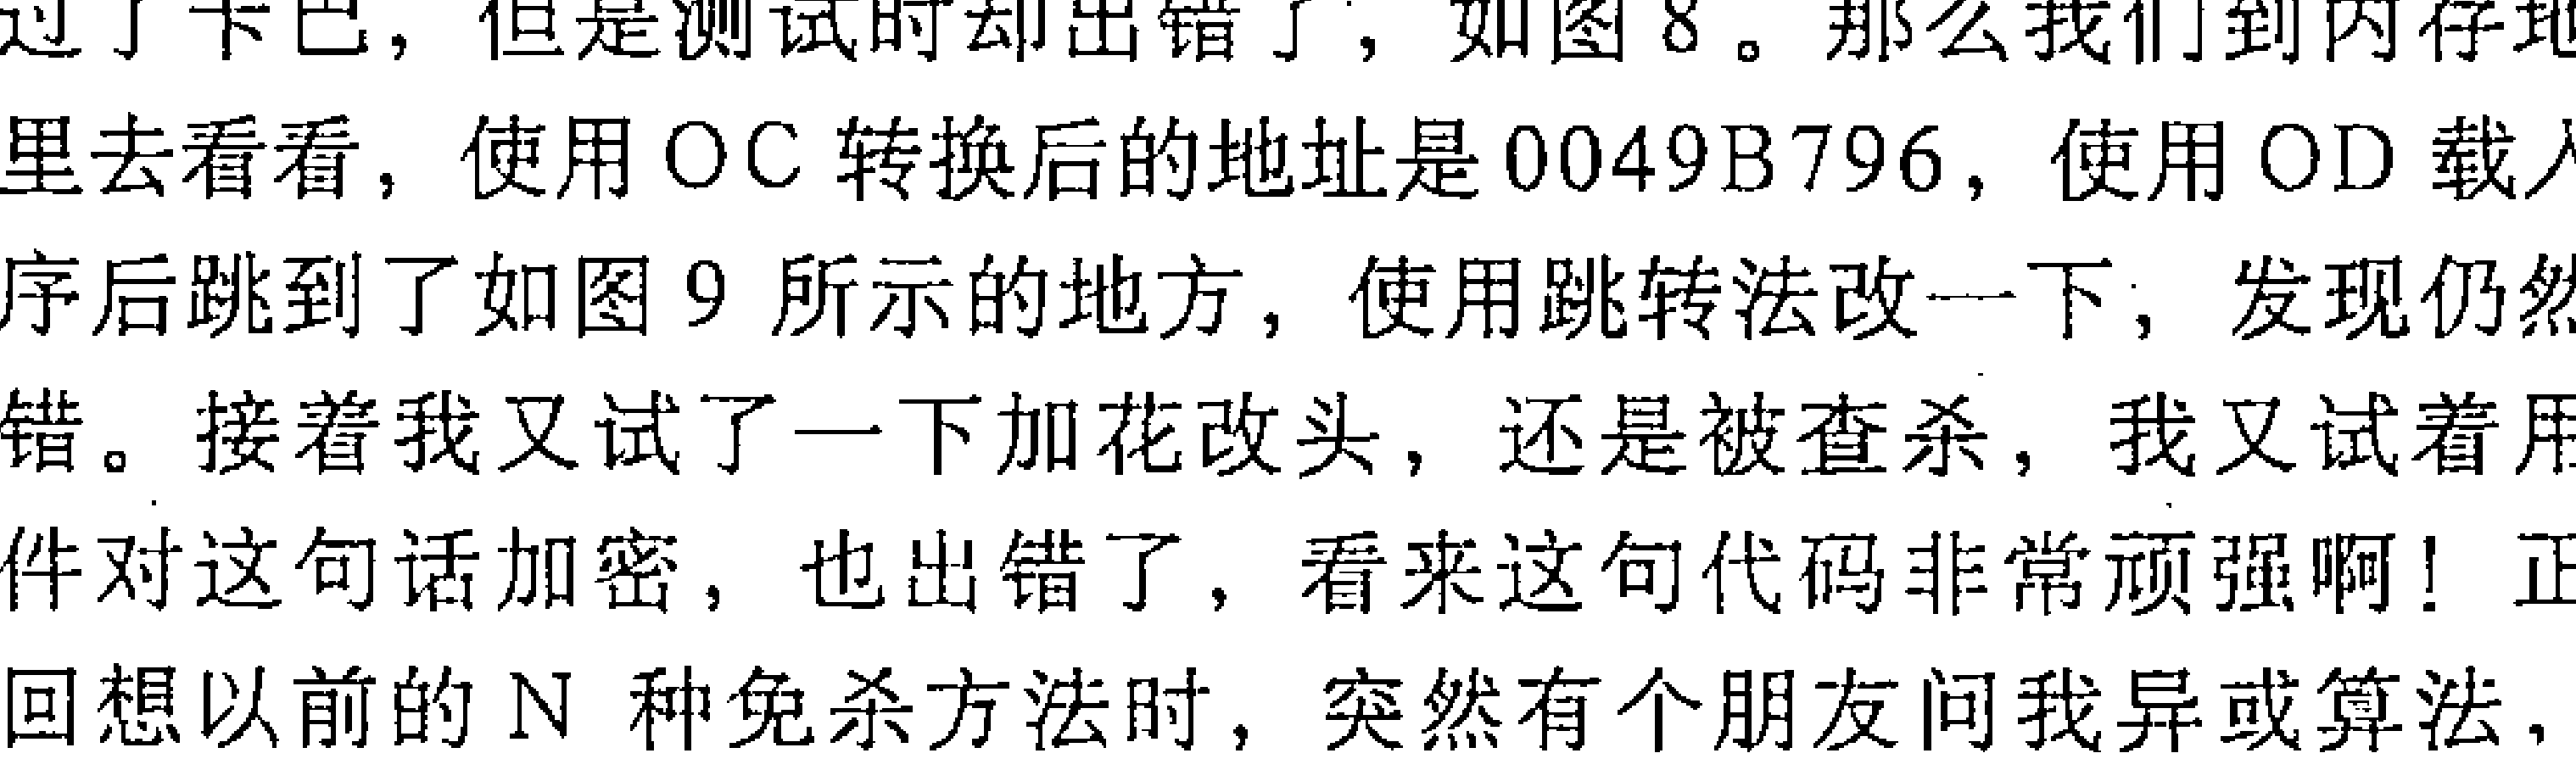 过了卡巴，但是测试时却出错了，如图 8。那么我们到内存地
里去看看，使用 OC 转换后的地址是 0049B796，使用 OD 载入
序后跳到了如图 9 所示的地方，使用跳转法改一下，发现仍然
错。接着我又试了一下加花改头，还是被查杀，我又试着用
件对这句话加密，也出错了，看来这句代码非常顽强啊！正
回想以前的 N 种免杀方法时，突然有个朋友问我异或算法，